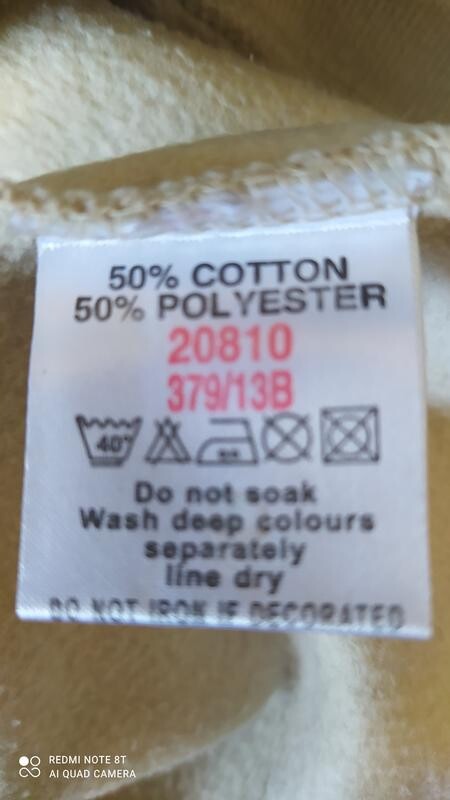 50% COTTON
50% POLYESTER
20810
379/13B
40°
Do not soak
Wash deep colours
separately
line dry
DO NOT IRON IF DECORATED
REDMI NOTE 8T
AI QUAD CAMERA